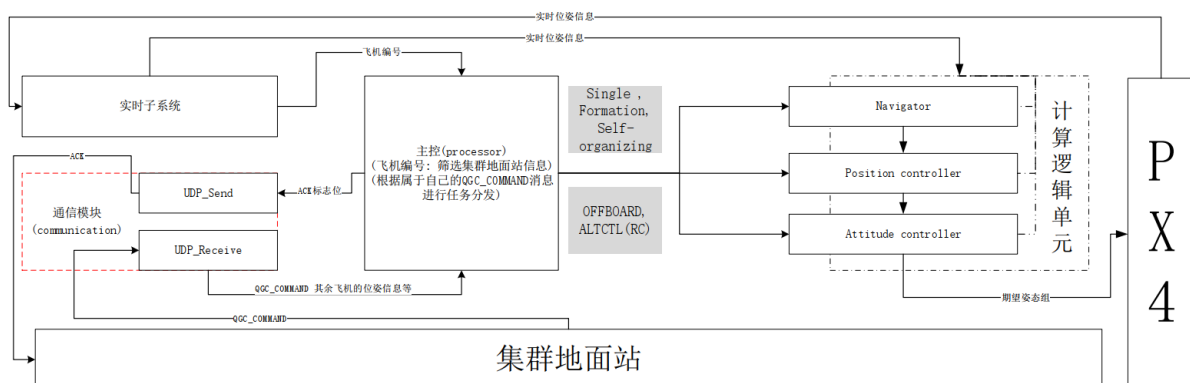 实时位姿信息
实时位姿信息
飞机编号
实时子系统
主控(processor)
(飞机编号: 筛选集群地面站信息)
(根据属于自己的QGC_COMMAND消息
进行任务分发)
Single ,
Formation,
Self-
organizing
OFFBOARD,
ALTCTL(RC)
Navigator
Position controller
Attitude controller
计算逻辑单元
PX4
ACK
UDP_Send
ACK标志位
通信模块
(communication)
UDP_Receive
QGC_COMMAND 其余飞机的位姿信息等
期望姿态组
QGC_COMMAND
集群地面站